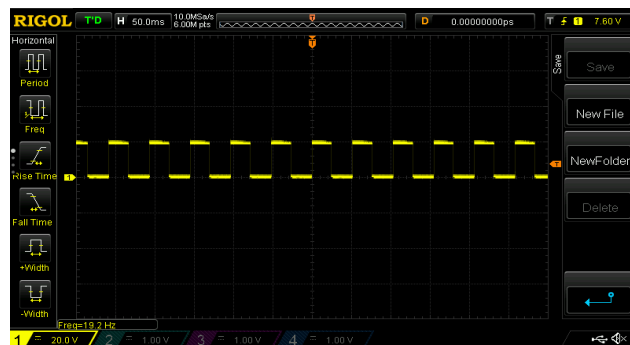 RIGOL T'D H 50.0ms 10.0MSa/s 6.00M pts D 0.00000000ps T 1 7.60 V
Horizontal
Period
Freq
Rise Time
Fall Time
+Width
-Width
T
T
1
Save
Save
New File
NewFolder
Delete
Freq=19.2 Hz
1 = 20.0 V 2 = 1.00 V 3 = 1.00 V 4 = 1.00 V